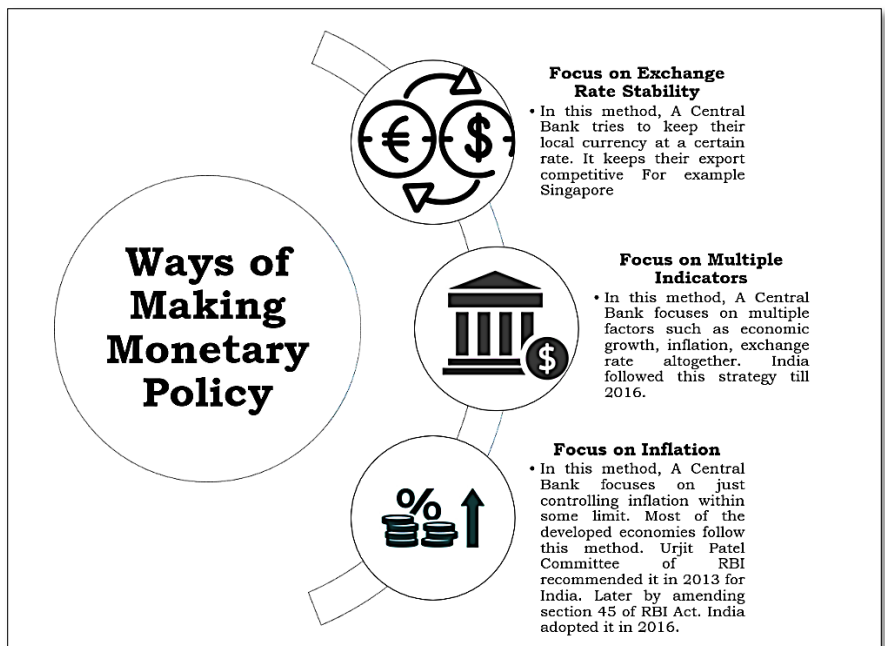 Ways of
Making
Monetary
Policy
€ $
Focus on Exchange
Rate Stability
• In this method, A Central
Bank tries to keep their
local currency at a certain
rate. It keeps their export
competitive For example
Singapore
$
Focus on Multiple
Indicators
• In this method, A Central
Bank focuses on multiple
factors such as economic
growth, inflation, exchange
rate altogether. India
followed this strategy till
2016.
%
Focus on Inflation
• In this method, A Central
Bank focuses on just
controlling inflation within
some limit. Most of the
developed economies follow
this method. Urjit Patel
Committee of RBI
recommended it in 2013 for
India. Later by amending
section 45 of RBI Act. India
adopted it in 2016.